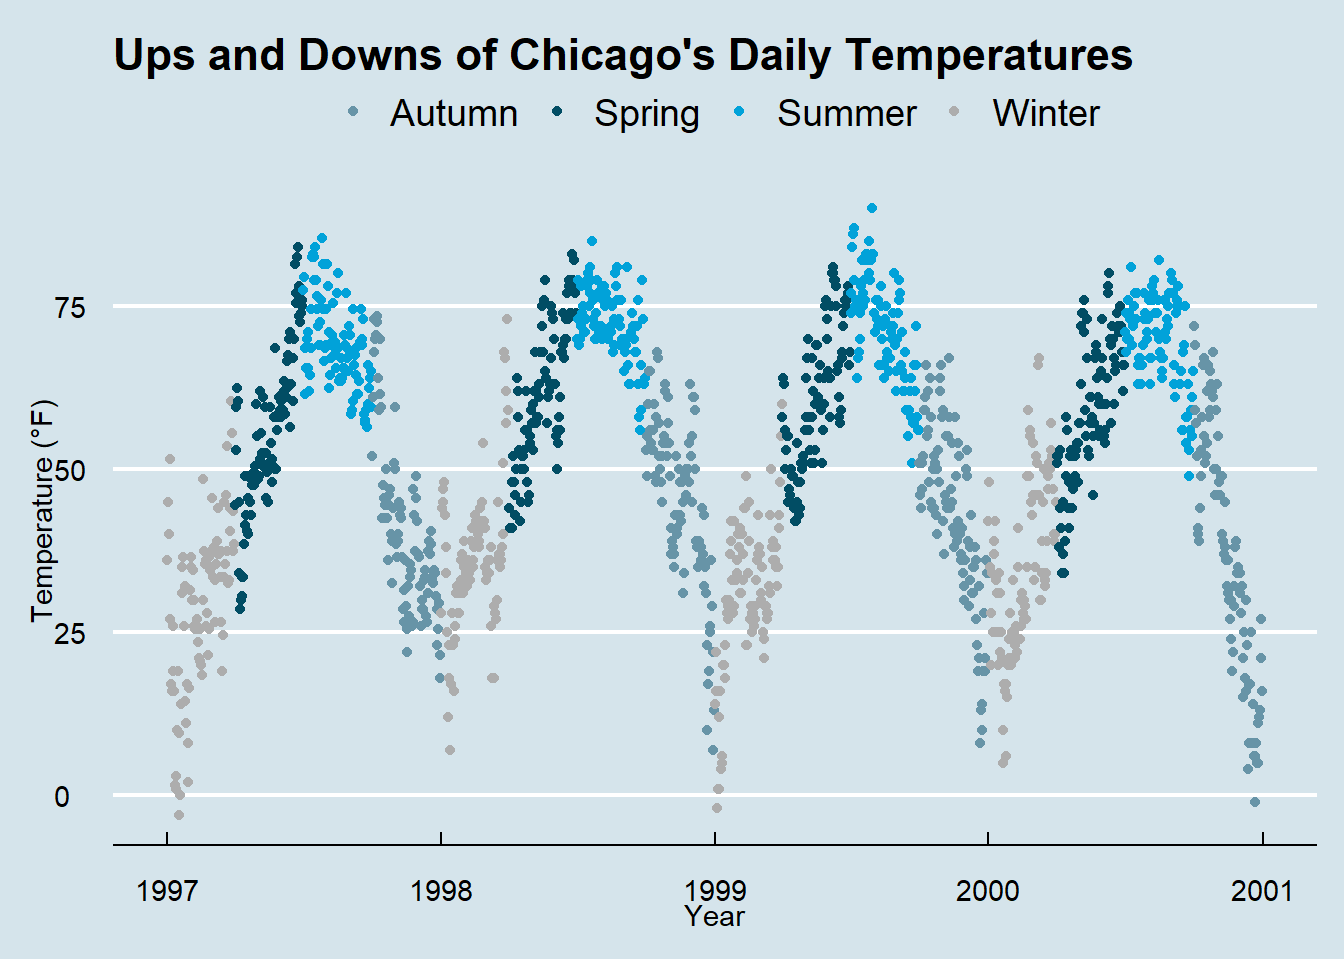 Ups and Downs of Chicago's Daily Temperatures
Autumn Spring Summer Winter
Temperature (°F)
75
50
25
0
1997 1998 1999 2000 2001
Year